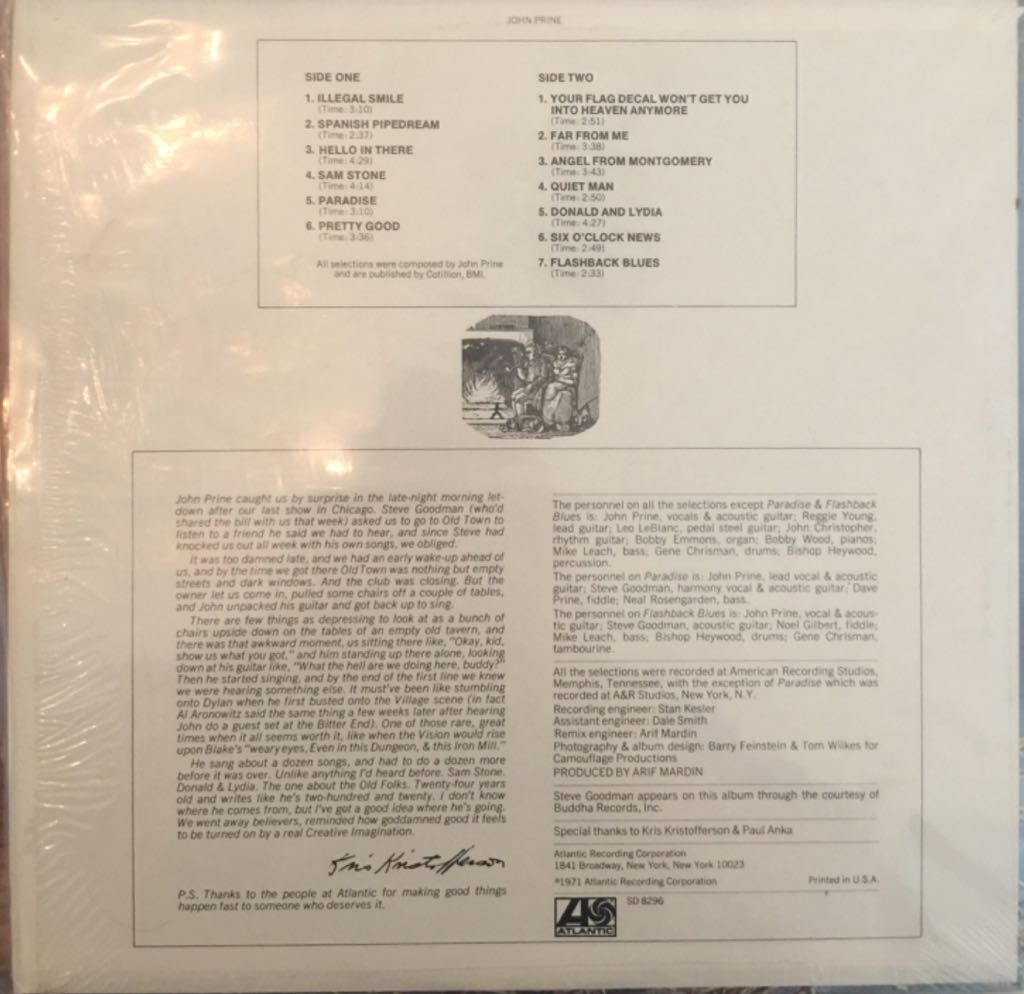 JOHN PRINE
SIDE ONE
1. ILLEGAL SMILE
(Time: 3:10)
2. SPANISH PIPEDREAM
(Time: 2:37)
3. HELLO IN THERE
(Time: 4:29)
4. SAM STONE
(Time: 4:14)
5. PARADISE
(Time: 3:10)
6. PRETTY GOOD
(Time: 3:36)
All selections were composed by John Prine
and are published by Cotillion, BMI.
SIDE TWO
1. YOUR FLAG DECAL WON'T GET YOU
INTO HEAVEN ANYMORE
(Time: 2:51)
2. FAR FROM ME
(Time: 3:38)
3. ANGEL FROM MONTGOMERY
(Time: 3:43)
4. QUIET MAN
(Time: 2:50)
5. DONALD AND LYDIA
(Time: 4:27)
6. SIX O'CLOCK NEWS
(Time: 2:49)
7. FLASHBACK BLUES
(Time: 2:33)
John Prine caught us by surprise in the late-night morning let-
down after our last show in Chicago. Steve Goodman (who'd
shared the bill with us that week) asked us to go to Old Town to
listen to a friend he said we had to hear, and since Steve had
knocked us out all week with his own songs, we obliged.
It was too damned late, and we had an early wake-up ahead of
us, and by the time we got there Old Town was nothing but empty
streets and dark windows. And the club was closing. But the
owner let us come in, pulled some chairs off a couple of tables,
and John unpacked his guitar and got back up to sing.
There are few things as depressing to look at as a bunch of
chairs upside down on the tables of an empty old tavern, and
there was that awkward moment, us sitting there like, "Okay, kid,
show us what you got," and him standing up there alone, looking
down at his guitar like, "What the hell are we doing here, buddy?"
Then he started singing, and by the end of the first line we knew
we were hearing something else. It must've been like stumbling
onto Dylan when he first busted onto the Village scene (in fact
Al Aronowitz said the same thing a few weeks later after hearing
John do a guest set at the Bitter End). One of those rare, great
times when it all seems worth it, like when the Vision would rise
upon Blake's "weary eyes, Even in this Dungeon, & this Iron Mill."
He sang about a dozen songs, and had to do a dozen more
before it was over. Unlike anything I'd heard before. Sam Stone.
Donald & Lydia. The one about the Old Folks. Twenty-four years
old and writes like he's two-hundred and twenty. I don't know
where he comes from, but I've got a good idea where he's going.
We went away believers, reminded how goddamned good it feels
to be turned on by a real Creative Imagination.
Kris Kristofferson
P.S. Thanks to the people at Atlantic for making good things
happen fast to someone who deserves it.
The personnel on all the selections except Paradise & Flashback
Blues is: John Prine, vocals & acoustic guitar; Reggie Young,
lead guitar; Leo LeBlanc, pedal steel guitar; John Christopher,
rhythm guitar; Bobby Emmons, organ; Bobby Wood, pianos;
Mike Leach, bass; Gene Chrisman, drums; Bishop Heywood,
percussion.
The personnel on Paradise is: John Prine, lead vocal & acoustic
guitar; Steve Goodman, harmony vocal & acoustic guitar; Dave
Prine, fiddle; Neal Rosengarden, bass.
The personnel on Flashback Blues is: John Prine, vocal & acous-
tic guitar; Steve Goodman, acoustic guitar; Noel Gilbert, fiddle;
Mike Leach, bass; Bishop Heywood, drums; Gene Chrisman,
tambourine.
All the selections were recorded at American Recording Studios,
Memphis, Tennessee, with the exception of Paradise which was
recorded at A&R Studios, New York, N.Y.
Recording engineer: Stan Kesler
Assistant engineer: Dale Smith
Remix engineer: Arif Mardin
Photography & album design: Barry Feinstein & Tom Wilkes for
Camouflage Productions
PRODUCED BY ARIF MARDIN
Steve Goodman appears on this album through the courtesy of
Buddha Records, Inc.
Special thanks to Kris Kristofferson & Paul Anka
Atlantic Recording Corporation
1841 Broadway, New York, New York 10023
℗1971 Atlantic Recording Corporation
Printed in U.S.A.
ATLANTIC
SD 8296